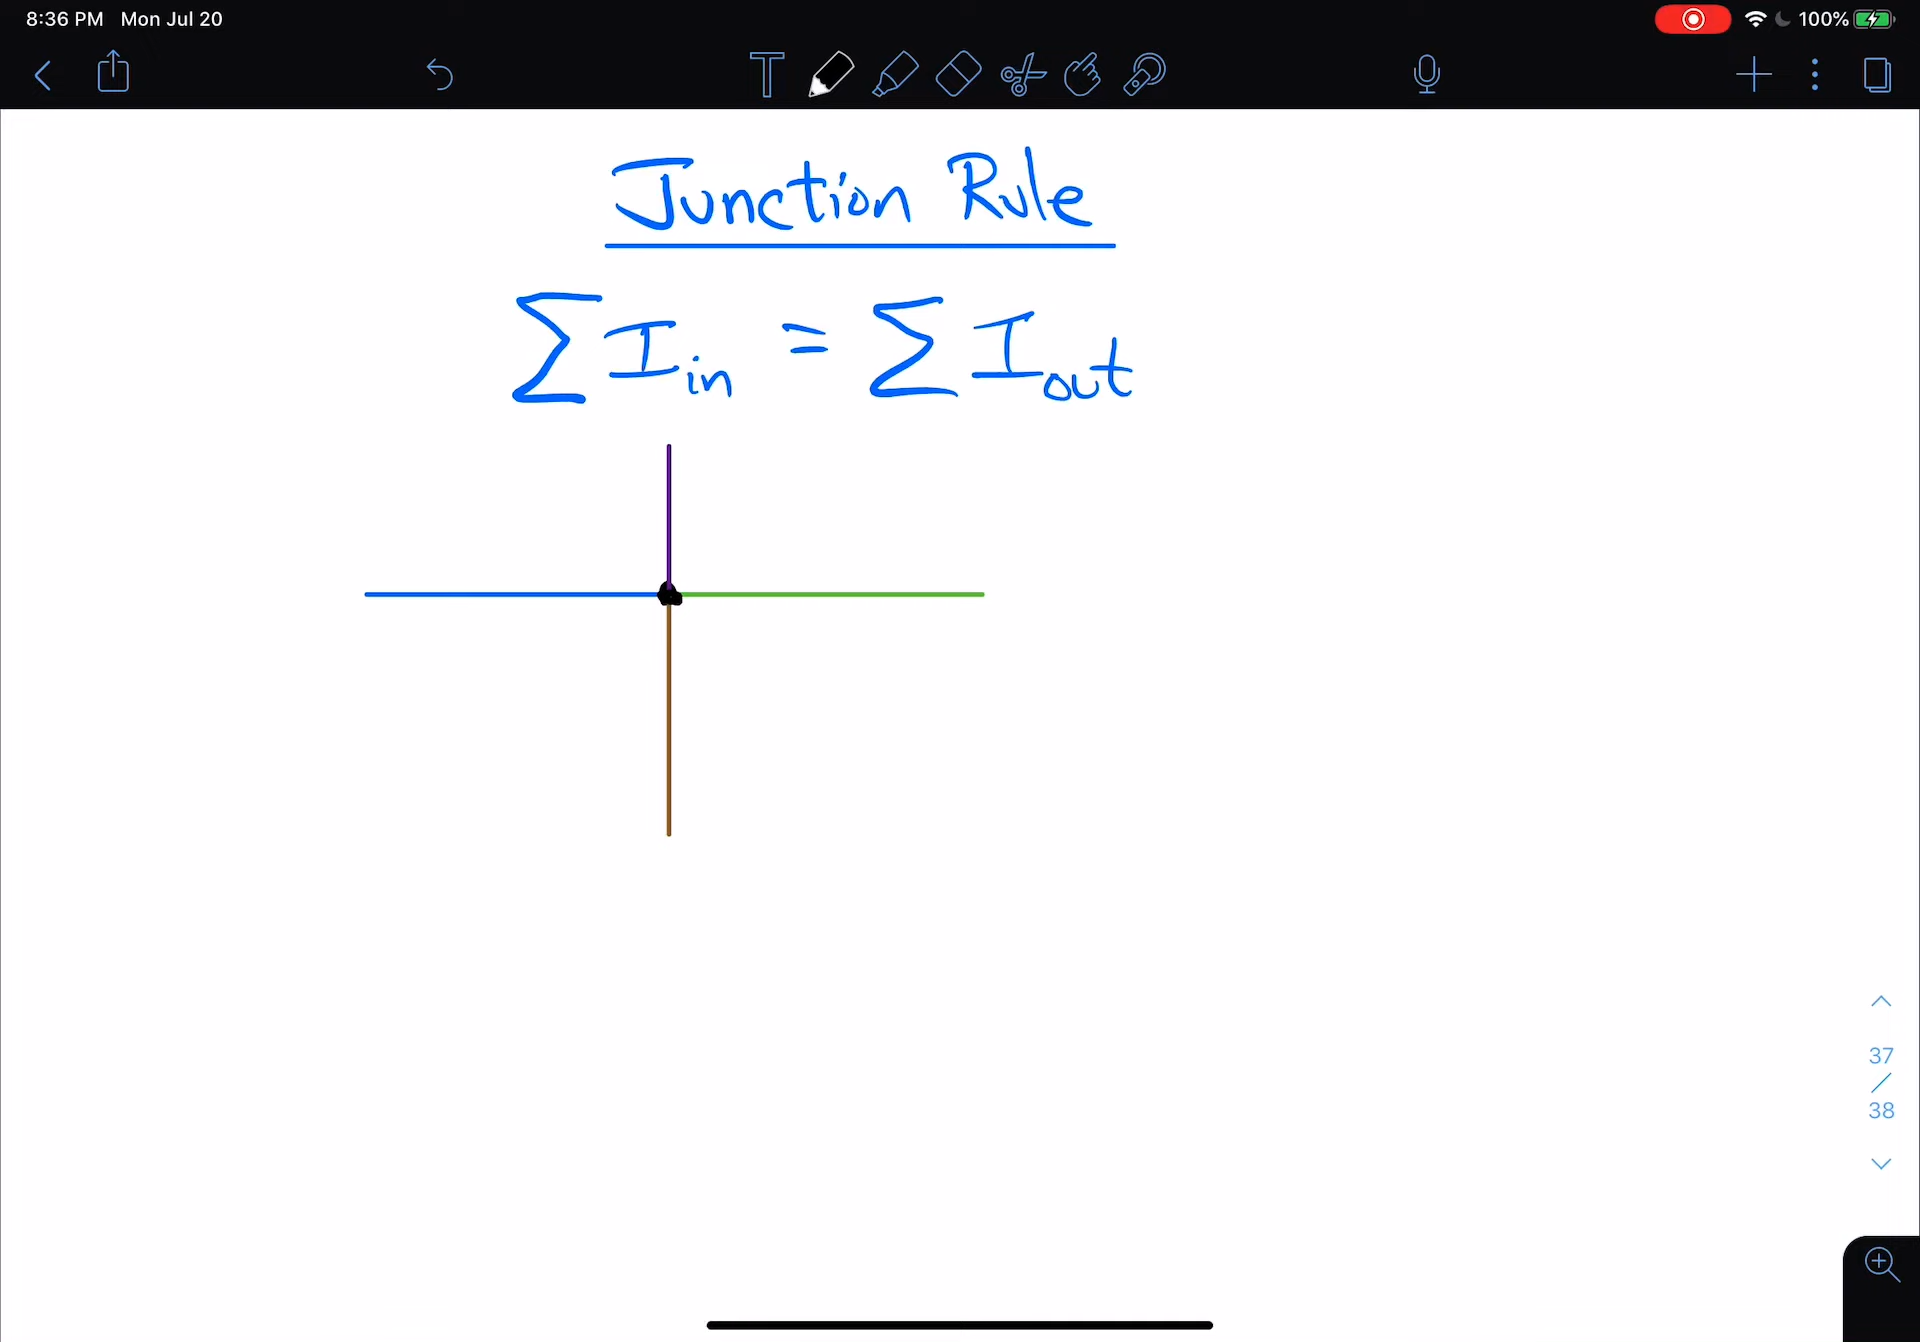 8:36 PM Mon Jul 20
100%
Junction Rule
∑ I_in = ∑ I_out
37
/
38